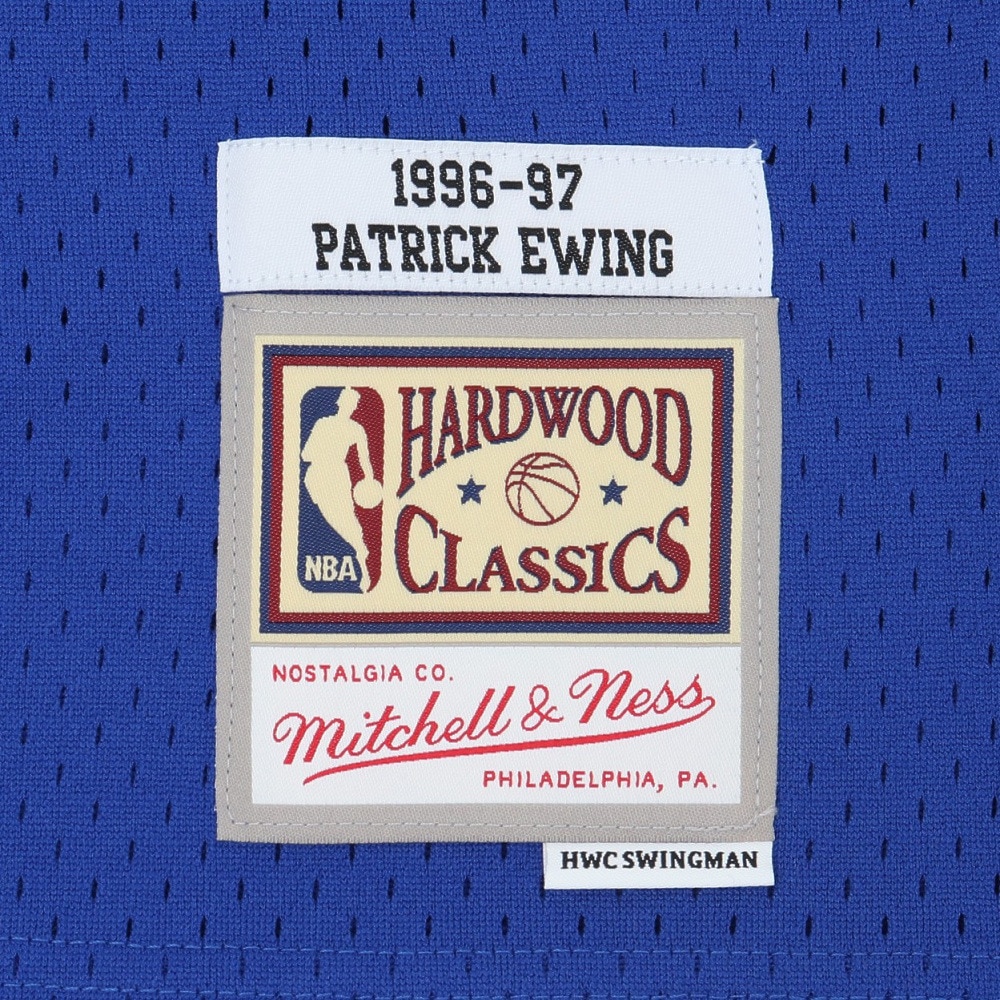 1996-97
PATRICK EWING
HARDWOOD
CLASSICS
NBA
NOSTALGIA CO.
Mitchell & Ness
PHILADELPHIA, PA.
HWC SWINGMAN